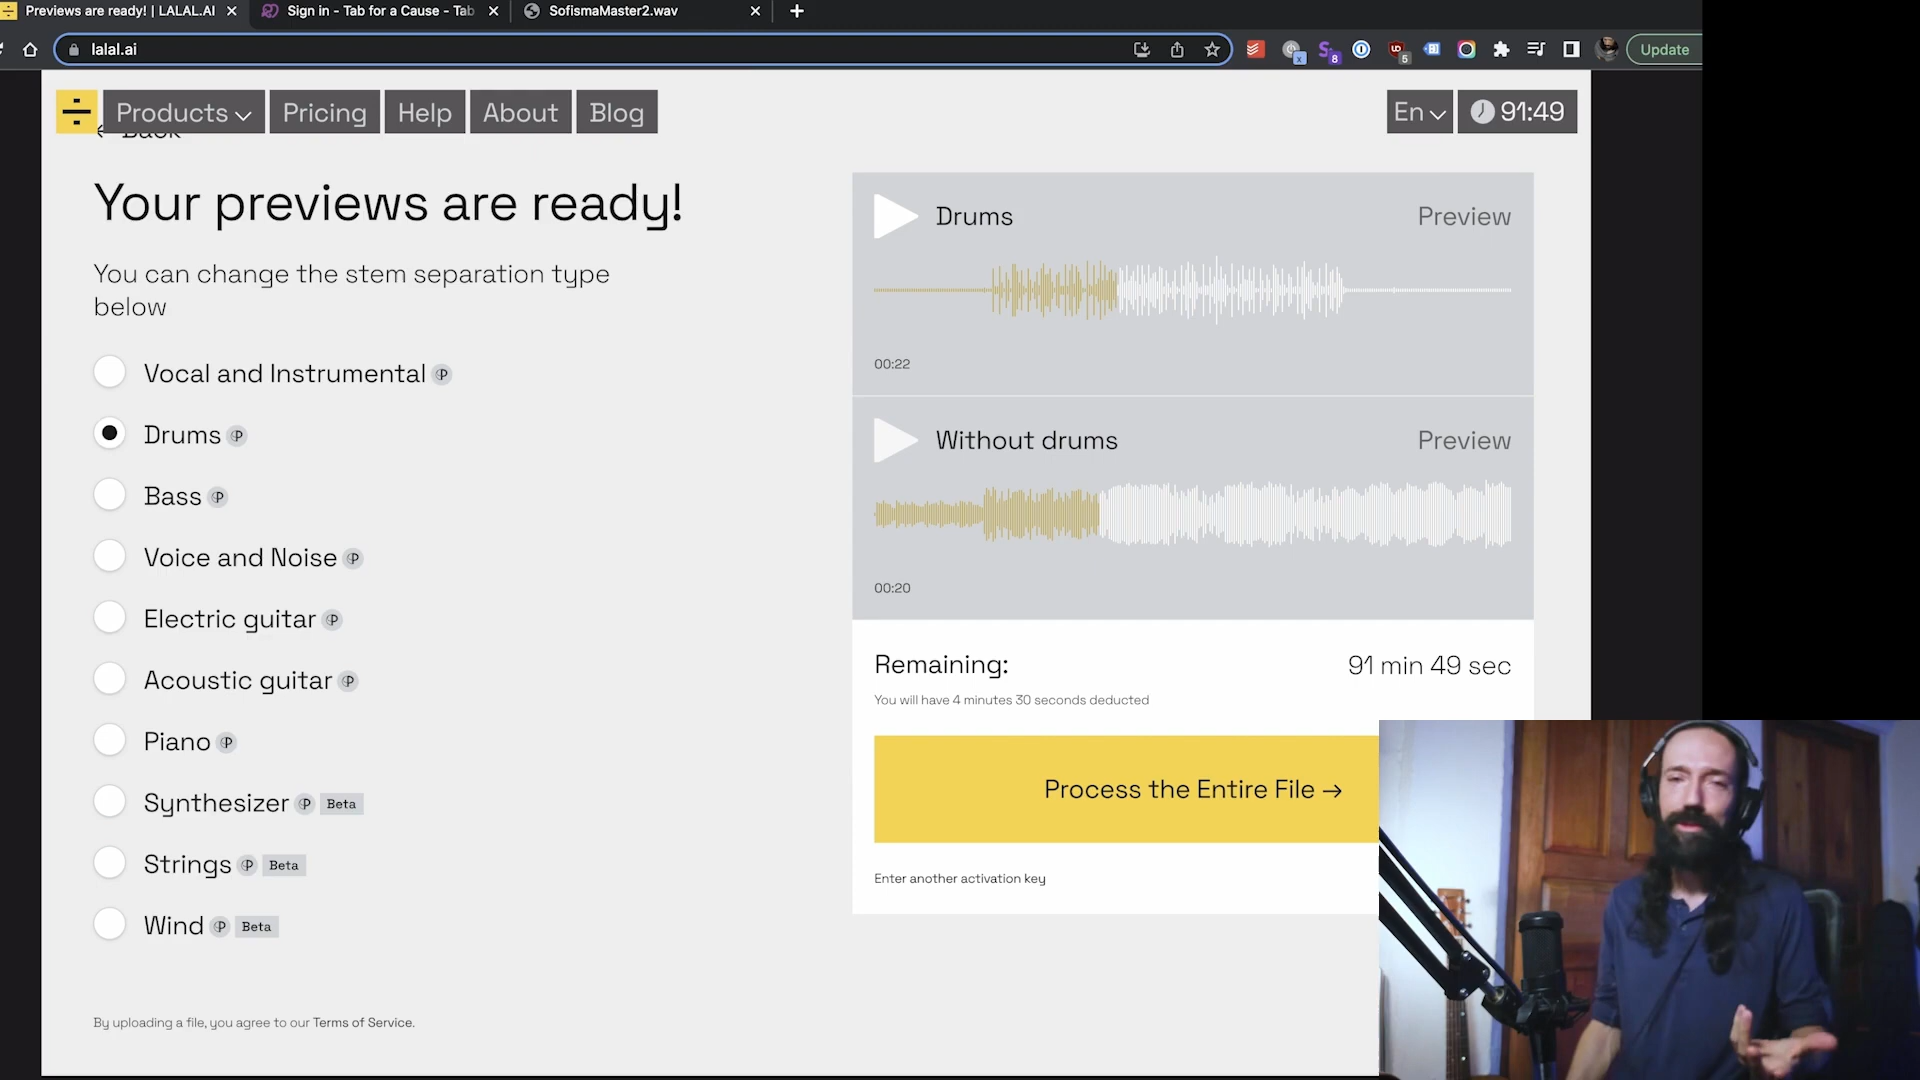 Previews are ready! | LALAL.AI
Sign in - Tab for a Cause - Tab
SofismaMaster2.wav
lalal.ai
8
5
Update
Products
Pricing
Help
About
Blog
En
91:49
← Back
Your previews are ready!
You can change the stem separation type
below
Vocal and Instrumental
Drums
Bass
Voice and Noise
Electric guitar
Acoustic guitar
Piano
Synthesizer Beta
Strings Beta
Wind Beta
By uploading a file, you agree to our Terms of Service.
Drums Preview
00:22
Without drums Preview
00:20
Remaining: 91 min 49 sec
You will have 4 minutes 30 seconds deducted
Process the Entire File →
Enter another activation key